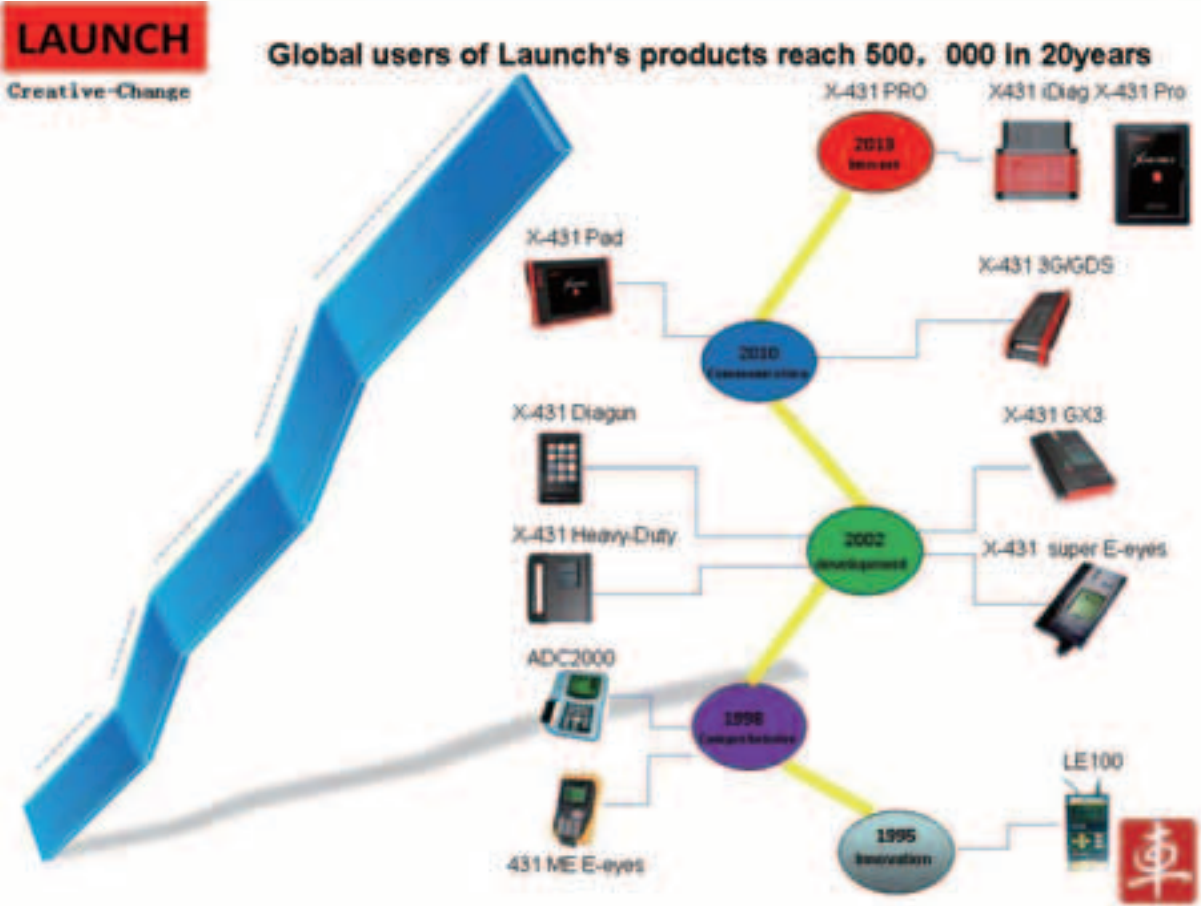 LAUNCH
Creative-Change
Global users of Launch's products reach 500，000 in 20years
X-431 PRO
X431 iDiag X-431 Pro
2013
X-431 Pad
X-431 3G/GDS
2010
X-431 Diagun
X-431 GX3
X-431 Heavy-Duty
2002
development
X-431 super E-eyes
ADC2000
1998
LE100
431 ME E-eyes
1995
Innovation
車